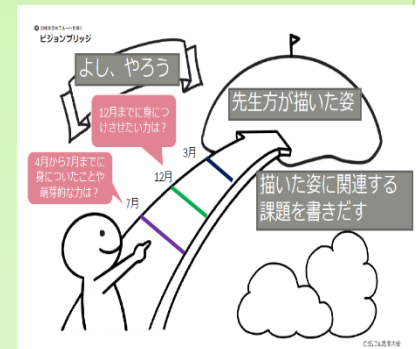 ビジョンブリッジ
よし、やろう
先生方が描いた姿
12月までに身につ
けさせたい力は？
3月
4月から7月までに
身についたことや
萌芽的な力は？
12月
7月
描いた姿に関連する
課題を書きだす